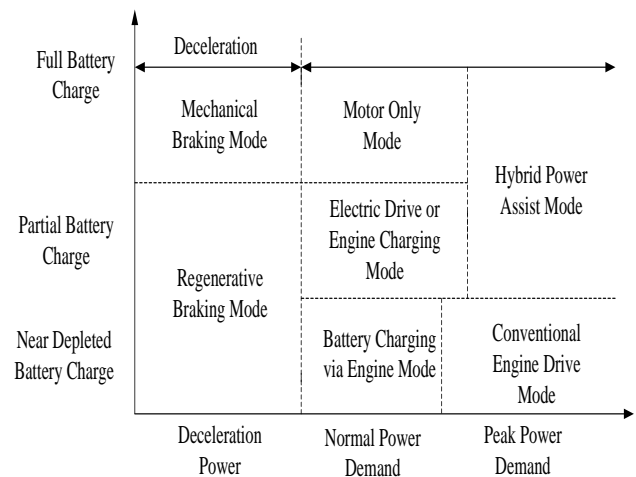 Deceleration
Full Battery
Charge
Mechanical
Braking Mode
Motor Only
Mode
Hybrid Power
Assist Mode
Partial Battery
Charge
Electric Drive or
Engine Charging
Mode
Regenerative
Braking Mode
Near Depleted
Battery Charge
Battery Charging
via Engine Mode
Conventional
Engine Drive
Mode
Deceleration
Power
Normal Power
Demand
Peak Power
Demand